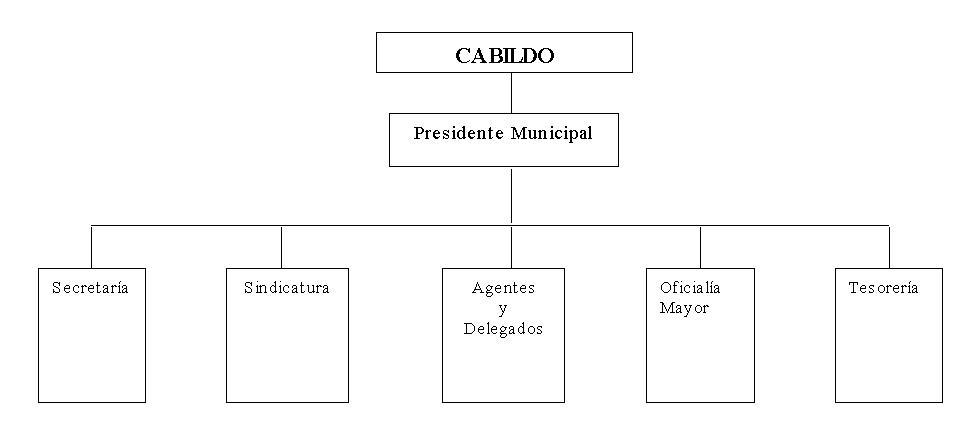 CABILDO
Presidente Municipal
Secretaría
Sindicatura
Agentes
y
Delegados
Oficialía
Mayor
Tesorería